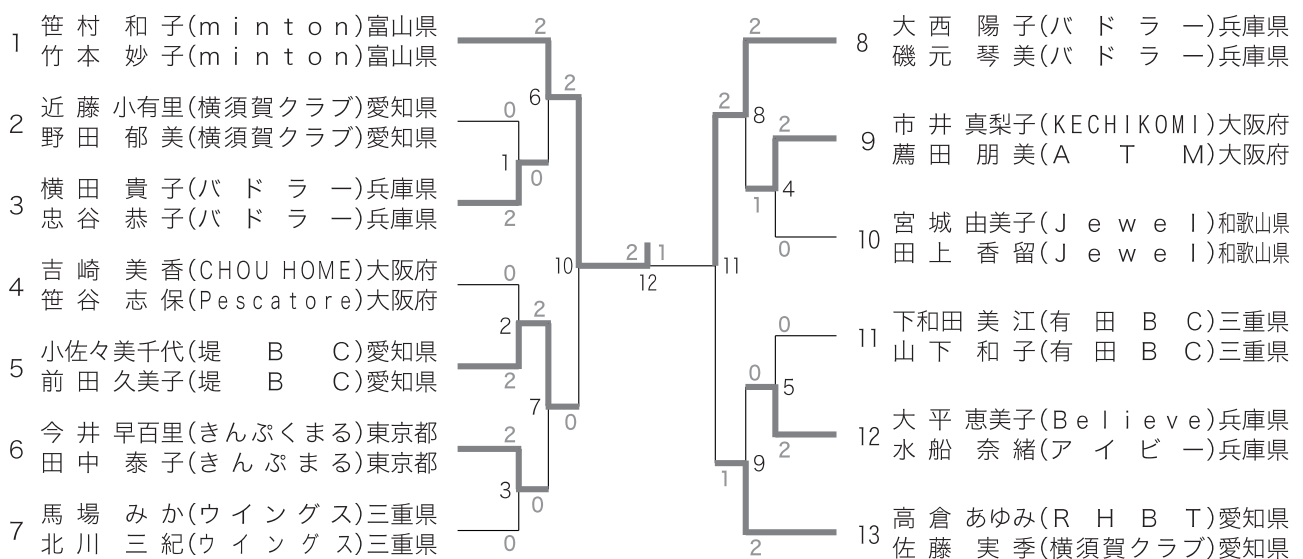 1
笹村 和子(minton)富山県
竹本 妙子(minton)富山県
2
近藤 小有里(横須賀クラブ)愛知県
野田 郁美(横須賀クラブ)愛知県
3
横田 貴子(バドラー)兵庫県
忠谷 恭子(バドラー)兵庫県
4
吉崎 美香(CHOU HOME)大阪府
笹谷 志保(Pescatore)大阪府
5
小佐々美千代(堤BC)愛知県
前田 久美子(堤BC)愛知県
6
今井 早百里(きんぷくまる)東京都
田中 泰子(きんぷまる)東京都
7
馬場 みか(ウイングス)三重県
北川 三紀(ウイングス)三重県
2
0
2
0
2
2
0
0
2
2
0
0
2
0
1
2
3
6
7
10
2
1
12
11
8
9
4
5
2
2
1
0
2
1
0
0
2
2
1
8
大西 陽子(バドラー)兵庫県
磯元 琴美(バドラー)兵庫県
9
市井 真梨子(KECHIKOMI)大阪府
薦田 朋美(ATM)大阪府
10
宮城 由美子(Jewel)和歌山県
田上 香留(Jewel)和歌山県
11
下和田 美江(有田BC)三重県
山下 和子(有田BC)三重県
12
大平 恵美子(Believe)兵庫県
水船 奈緒(アイビー)兵庫県
13
高倉 あゆみ(RHBT)愛知県
佐藤 実季(横須賀クラブ)愛知県